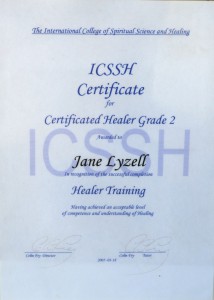 The International College of Spiritual Science and Healing
ICSSH
Certificate
for
Certificated Healer Grade 2
Awarded to
ICSSH
Jane Lyzell
In recognition of the successful completion
Healer Training
Having achieved an acceptable level
of competence and understanding of Healing